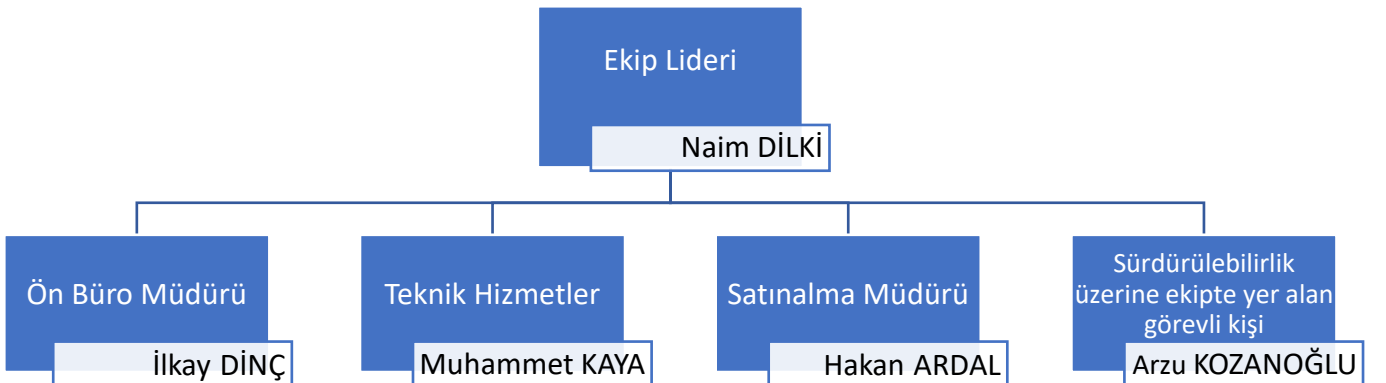 Ekip Lideri
Naim DİLKİ
Ön Büro Müdürü
İlkay DİNÇ
Teknik Hizmetler
Muhammet KAYA
Satınalma Müdürü
Hakan ARDAL
Sürdürülebilirlik
üzerine ekipte yer alan
görevli kişi
Arzu KOZANOĞLU